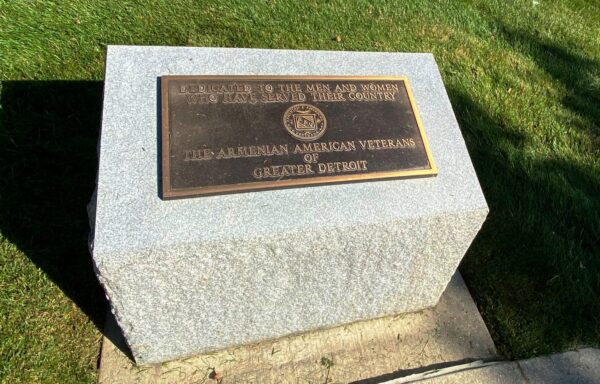 DEDICATED TO THE MEN AND WOMEN
WHO HAVE SERVED THEIR COUNTRY
THE ARMENIAN AMERICAN VETERANS
OF
GREATER DETROIT